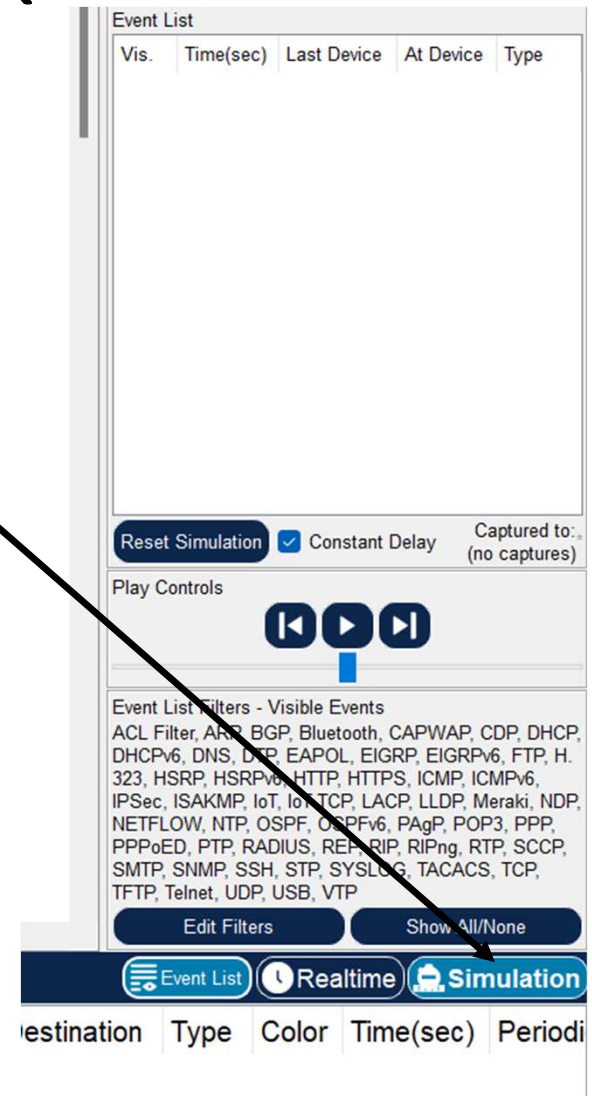 Event List
Vis. Time(sec) Last Device At Device Type
Reset Simulation Constant Delay Captured to:
(no captures)
Play Controls
Event List Filters - Visible Events
ACL Filter, ARP, BGP, Bluetooth, CAPWAP, CDP, DHCP,
DHCPv6, DNS, DTP, EAPOL, EIGRP, EIGRPv6, FTP, H.
323, HSRP, HSRPv6, HTTP, HTTPS, ICMP, ICMPv6,
IPSec, ISAKMP, IoT, IoT TCP, LACP, LLDP, Meraki, NDP,
NETFLOW, NTP, OSPF, OSPFv6, PAgP, POP3, PPP,
PPPoED, PTP, RADIUS, REP, RIP, RIPng, RTP, SCCP,
SMTP, SNMP, SSH, STP, SYSLOG, TACACS, TCP,
TFTP, Telnet, UDP, USB, VTP
Edit Filters Show All/None
Event List Realtime Simulation
estination Type Color Time(sec) Periodi